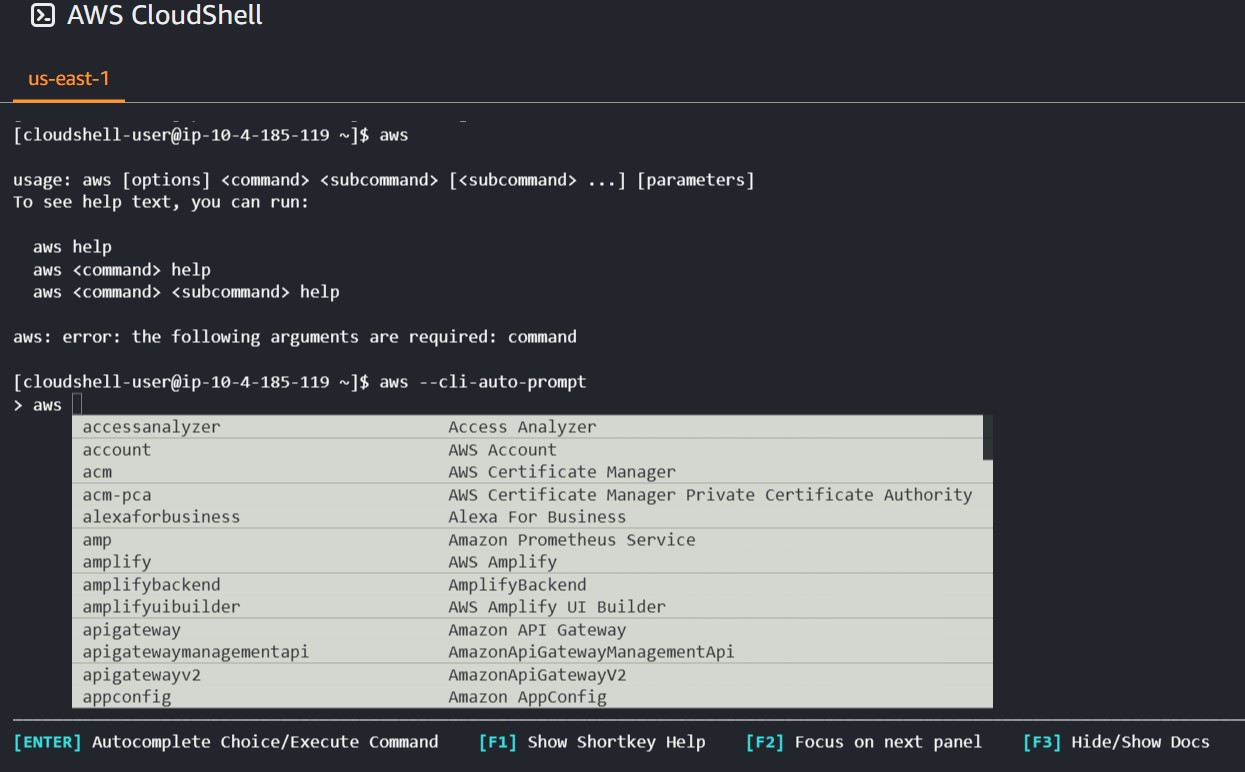 AWS CloudShell
us-east-1
[cloudshell-user@ip-10-4-185-119 ~]$ aws
usage: aws [options] <command> <subcommand> [<subcommand> ...] [parameters]
To see help text, you can run:
aws help
aws <command> help
aws <command> <subcommand> help
aws: error: the following arguments are required: command
[cloudshell-user@ip-10-4-185-119 ~]$ aws --cli-auto-prompt
> aws
accessanalyzer Access Analyzer
account AWS Account
acm AWS Certificate Manager
acm-pca AWS Certificate Manager Private Certificate Authority
alexaforbusiness Alexa For Business
amp Amazon Prometheus Service
amplify AWS Amplify
amplifybackend AmplifyBackend
amplifyuibuilder AWS Amplify UI Builder
apigateway Amazon API Gateway
apigatewaymanagementapi AmazonApiGatewayManagementApi
apigatewayv2 AmazonApiGatewayV2
appconfig Amazon AppConfig
[ENTER] Autocomplete Choice/Execute Command [F1] Show Shortkey Help [F2] Focus on next panel [F3] Hide/Show Docs